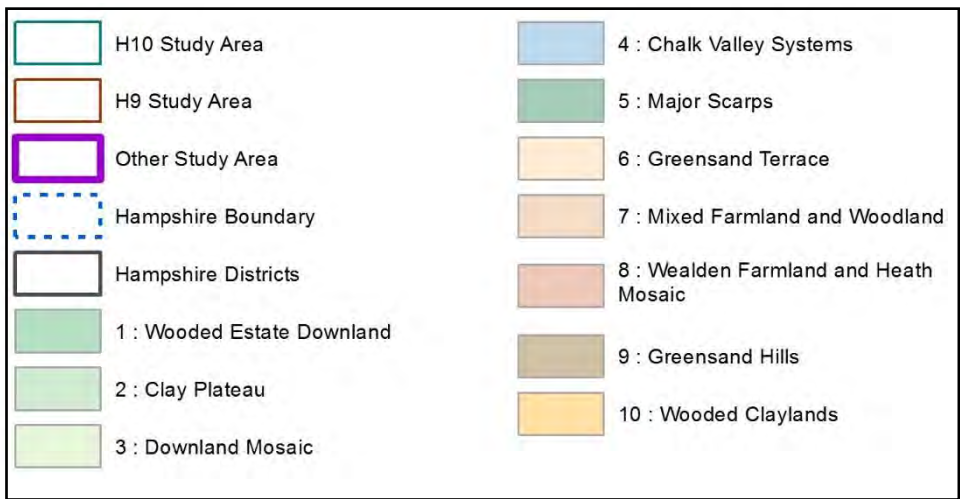 H10 Study Area
H9 Study Area
Other Study Area
Hampshire Boundary
Hampshire Districts
1 : Wooded Estate Downland
2 : Clay Plateau
3 : Downland Mosaic
4 : Chalk Valley Systems
5 : Major Scarps
6 : Greensand Terrace
7 : Mixed Farmland and Woodland
8 : Wealden Farmland and Heath
Mosaic
9 : Greensand Hills
10 : Wooded Claylands